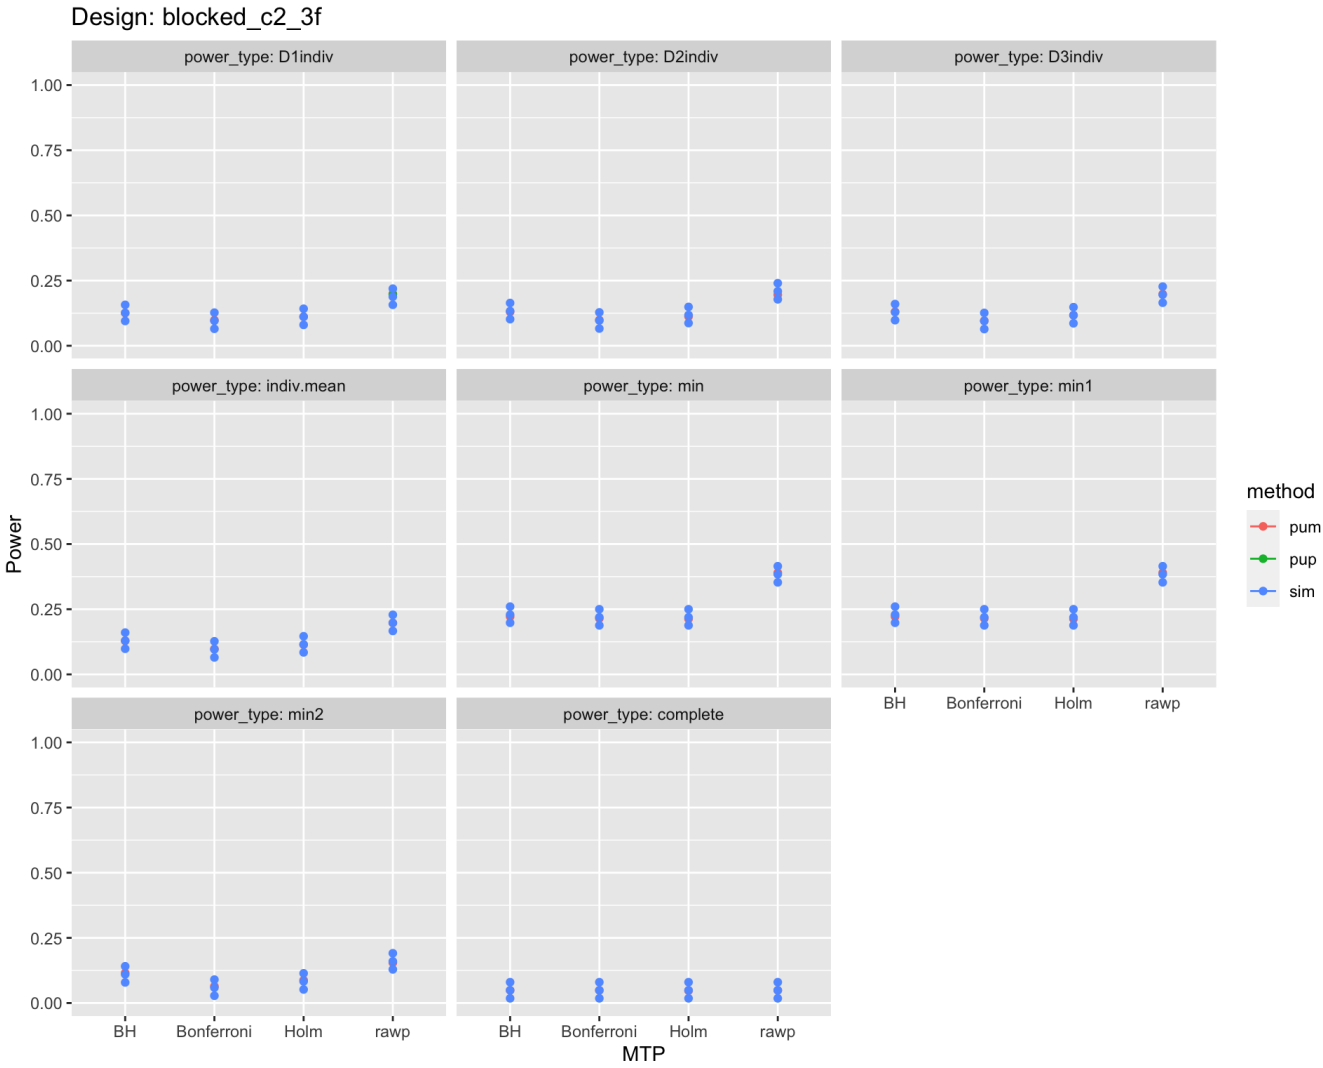 Design: blocked_c2_3f
power_type: D1indiv
power_type: D2indiv
power_type: D3indiv
1.00
0.75
0.50
0.25
0.00
power_type: indiv.mean
power_type: min
power_type: min1
1.00
0.75
0.50
0.25
0.00
BH
Bonferroni
Holm
rawp
power_type: min2
power_type: complete
1.00
0.75
0.50
0.25
0.00
BH
Bonferroni
Holm
rawp
BH
Bonferroni
Holm
rawp
MTP
Power
method
pum
pup
sim